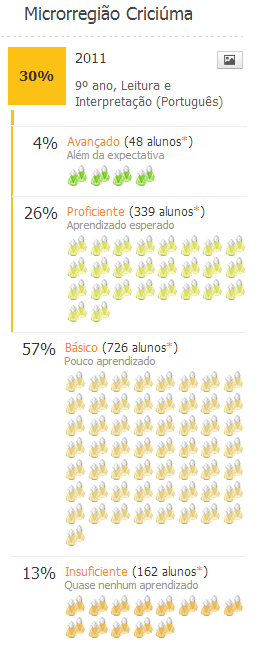 Microrregião Criciúma
30%
2011
9º ano, Leitura e
Interpretação (Português)
4% Avançado (48 alunos*)
Além da expectativa
26% Proficiente (339 alunos*)
Aprendizado esperado
57% Básico (726 alunos*)
Pouco aprendizado
13% Insuficiente (162 alunos*)
Quase nenhum aprendizado